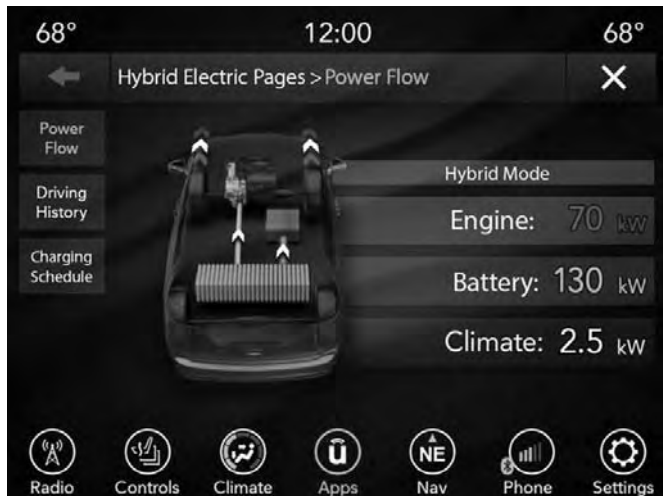 68° 12:00 68°
Hybrid Electric Pages > Power Flow
Power
Flow
Driving
History
Charging
Schedule
Hybrid Mode
Engine: 70 kW
Battery: 130 kW
Climate: 2.5 kW
ū
NE
Radio Controls Climate Apps Nav Phone Settings